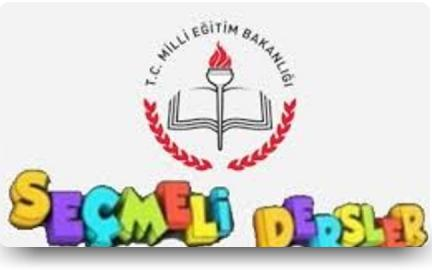 T.C. MİLLİ EĞİTİM BAKANLIĞI
SEÇMELİ DERSLER